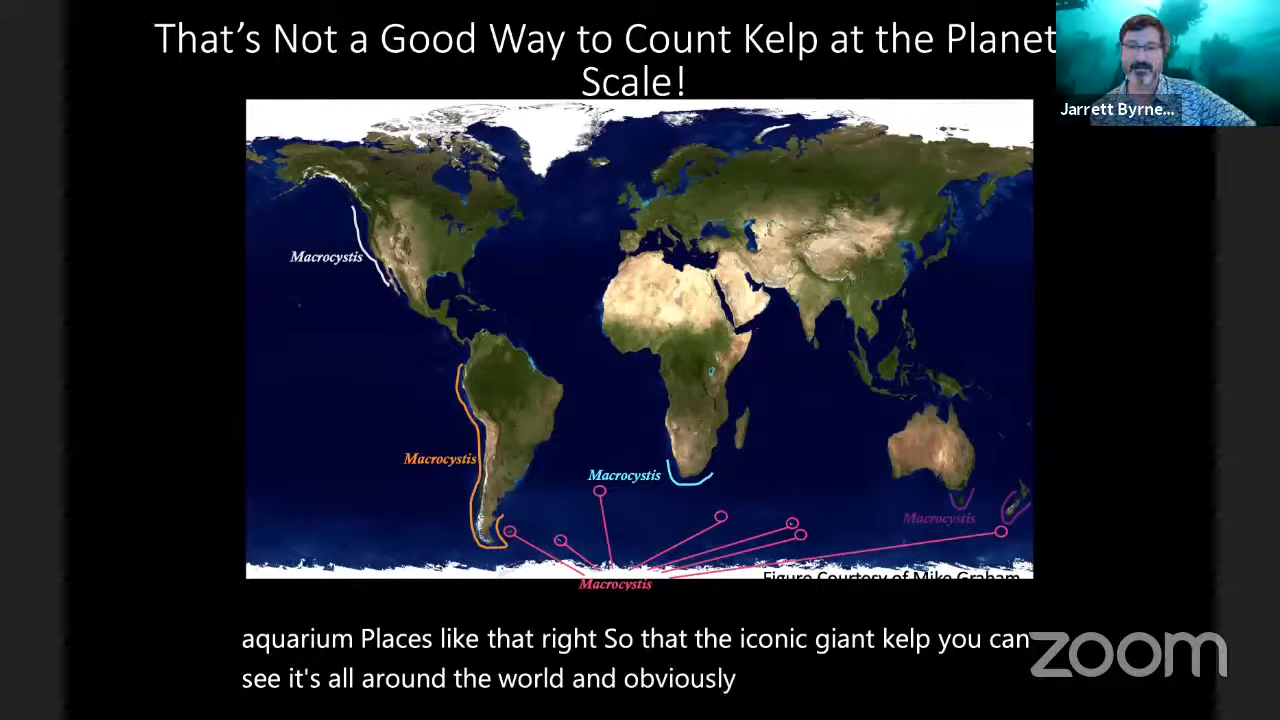 That's Not a Good Way to Count Kelp at the Planet
Scale!
Jarrett Byrne...
Macrocystis
Macrocystis
Macrocystis
Macrocystis
Macrocystis
Figure Courtesy of Mike Graham
aquarium Places like that right So that the iconic giant kelp you can
see it's all around the world and obviously
zoom